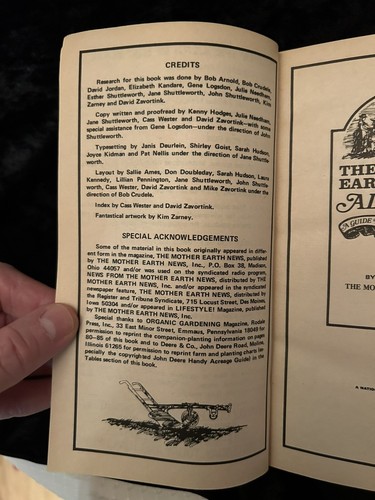 CREDITS
Research for this book was done by Bob Arnold, Bob Crudele,
David Jordan, Elizabeth Kandare, Gene Logsdon, Julie Needham,
Esther Shuttleworth, Jane Shuttleworth, John Shuttleworth, Kim
Zarney and David Zavortink.
Copy written and proofread by Kanny Hodges, Julie Needham,
Jane Shuttleworth, Cass Wester and David Zavortink—with some
special assistance from Gene Logsdon—under the direction of John
Shuttleworth.
Typesetting by Janis Deurlein, Shirley Goist, Sarah Hudson,
Joyce Kidman and Pat Nellis under the direction of Jane Shuttle-
worth.
Layout by Sallie Ames, Don Doubleday, Sarah Hudson, Laura
Kennedy, Lillian Pennington, Jane Shuttleworth, John Shuttle-
worth, Cass Wester, David Zavortink and Mike Zavortink under the
direction of Bob Crudela.
Index by Cass Wester and David Zavortink.
Fantastical artwork by Kim Zarney.
SPECIAL ACKNOWLEDGEMENTS
Some of the material in this book originally appeared in differ-
ent form in the magazine, THE MOTHER EARTH NEWS, published
by THE MOTHER EARTH NEWS, Inc., P.O. Box 38, Madison,
Ohio 44057 and/or was used on the syndicated radio program,
NEWS FROM THE MOTHER EARTH NEWS, distributed by THE
MOTHER EARTH NEWS, Inc. and/or appeared in the syndicated
newspaper feature, THE MOTHER EARTH NEWS, distributed by
the Register and Tribune Syndicate, 715 Locust Street, Des Moines,
Iowa 50304 and/or appeared in LIFESTYLE! Magazine, published
by THE MOTHER EARTH NEWS, Inc.
Special thanks to ORGANIC GARDENING Magazine, Rodale
Press, Inc., 33 East Minor Street, Emmaus, Pennsylvania 18049 for
permission to reprint the companion-planting information on pages
80–85 of this book and to Deere & Co., John Deere Road, Moline,
Illinois 61265 for permission to reprint farm and planting charts (es-
pecially the copyrighted John Deere Handy Acreage Guide) in the
Tables section of this book.
THE
EAR
A GUIDE
BY
THE MO